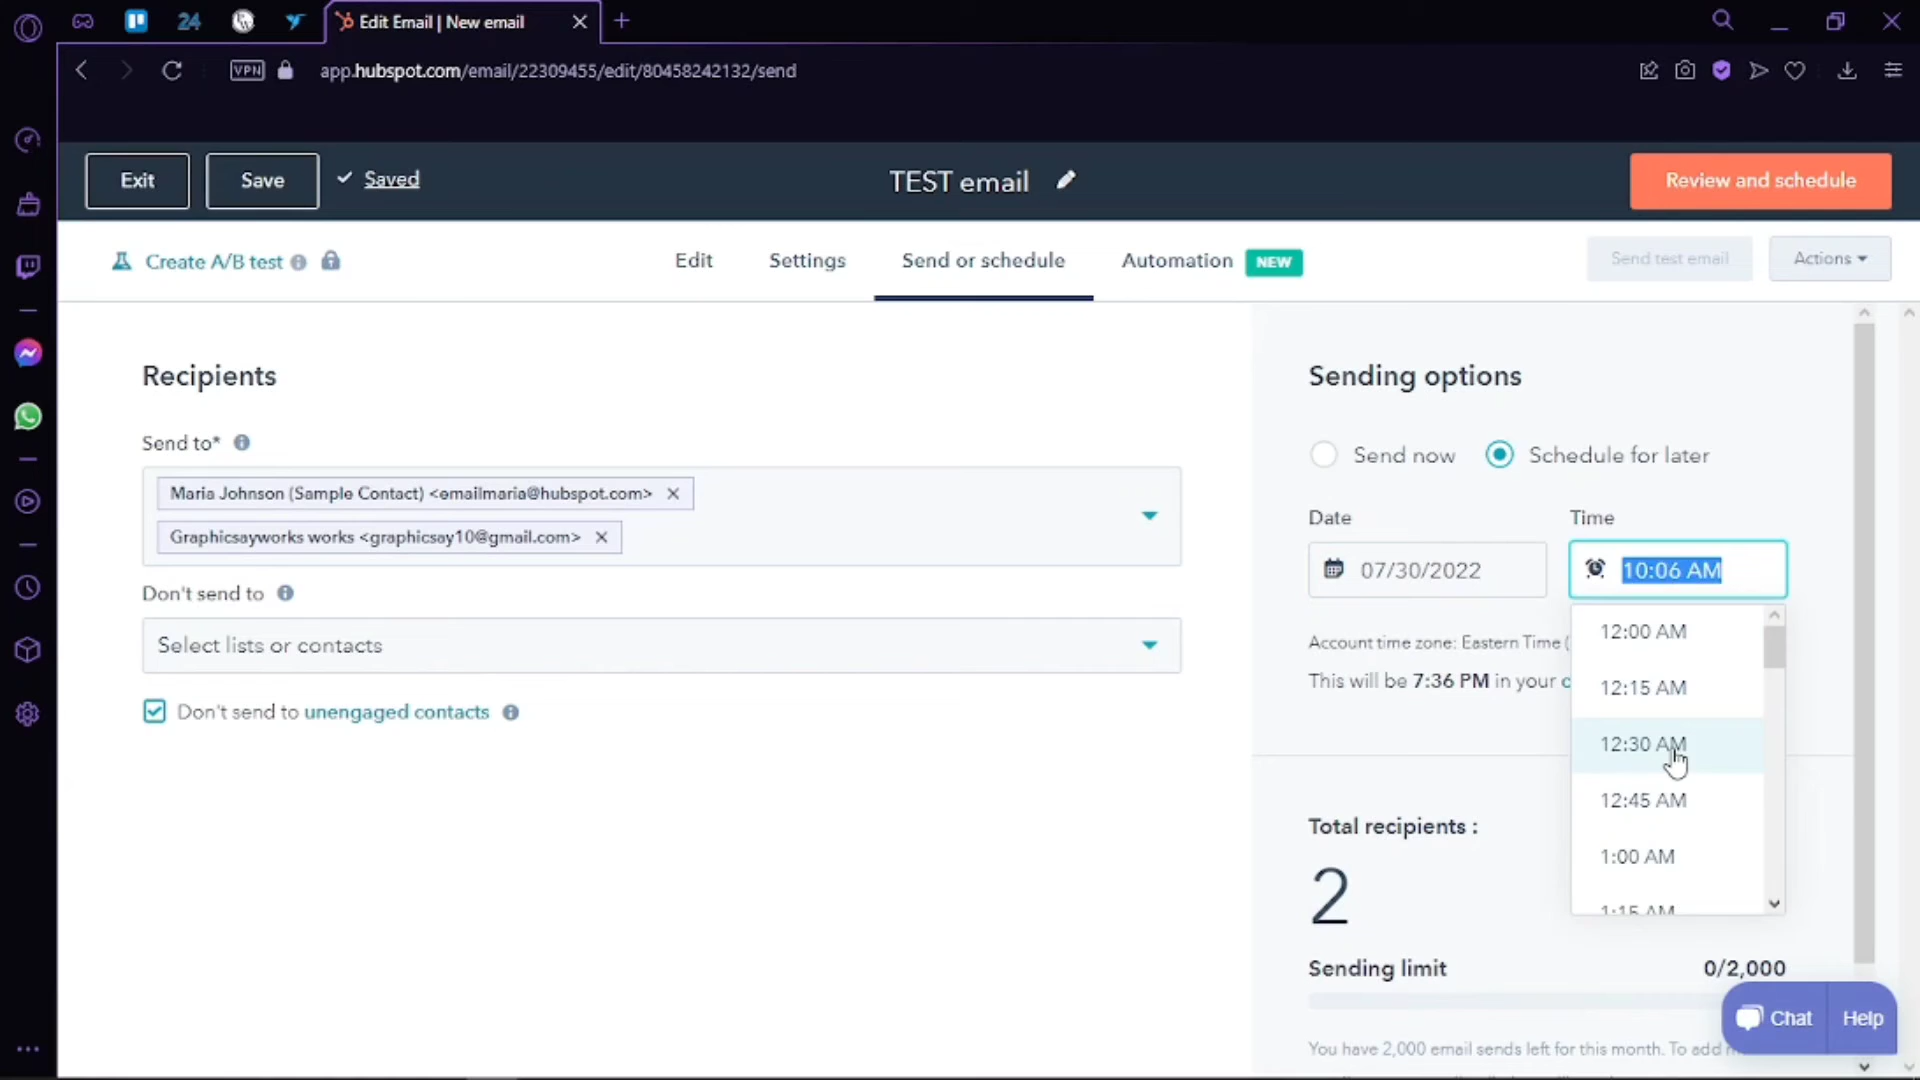 24
Edit Email | New email
VPN
app.hubspot.com/email/22309455/edit/80458242132/send
Exit
Save
Saved
TEST email
Review and schedule
Create A/B test
Edit
Settings
Send or schedule
Automation
NEW
Send test email
Actions
Recipients
Sending options
Send to*
Send now
Schedule for later
Maria Johnson (Sample Contact) <emailmaria@hubspot.com>
Graphicsayworks works <graphicsay10@gmail.com>
Date
Time
07/30/2022
10:06 AM
Don't send to
Select lists or contacts
Account time zone: Eastern Time (
This will be 7:36 PM in your
12:00 AM
12:15 AM
12:30 AM
12:45 AM
1:00 AM
1:15 AM
Don't send to unengaged contacts
Total recipients :
2
Sending limit
0/2,000
Chat
Help
You have 2,000 email sends left for this month. To add